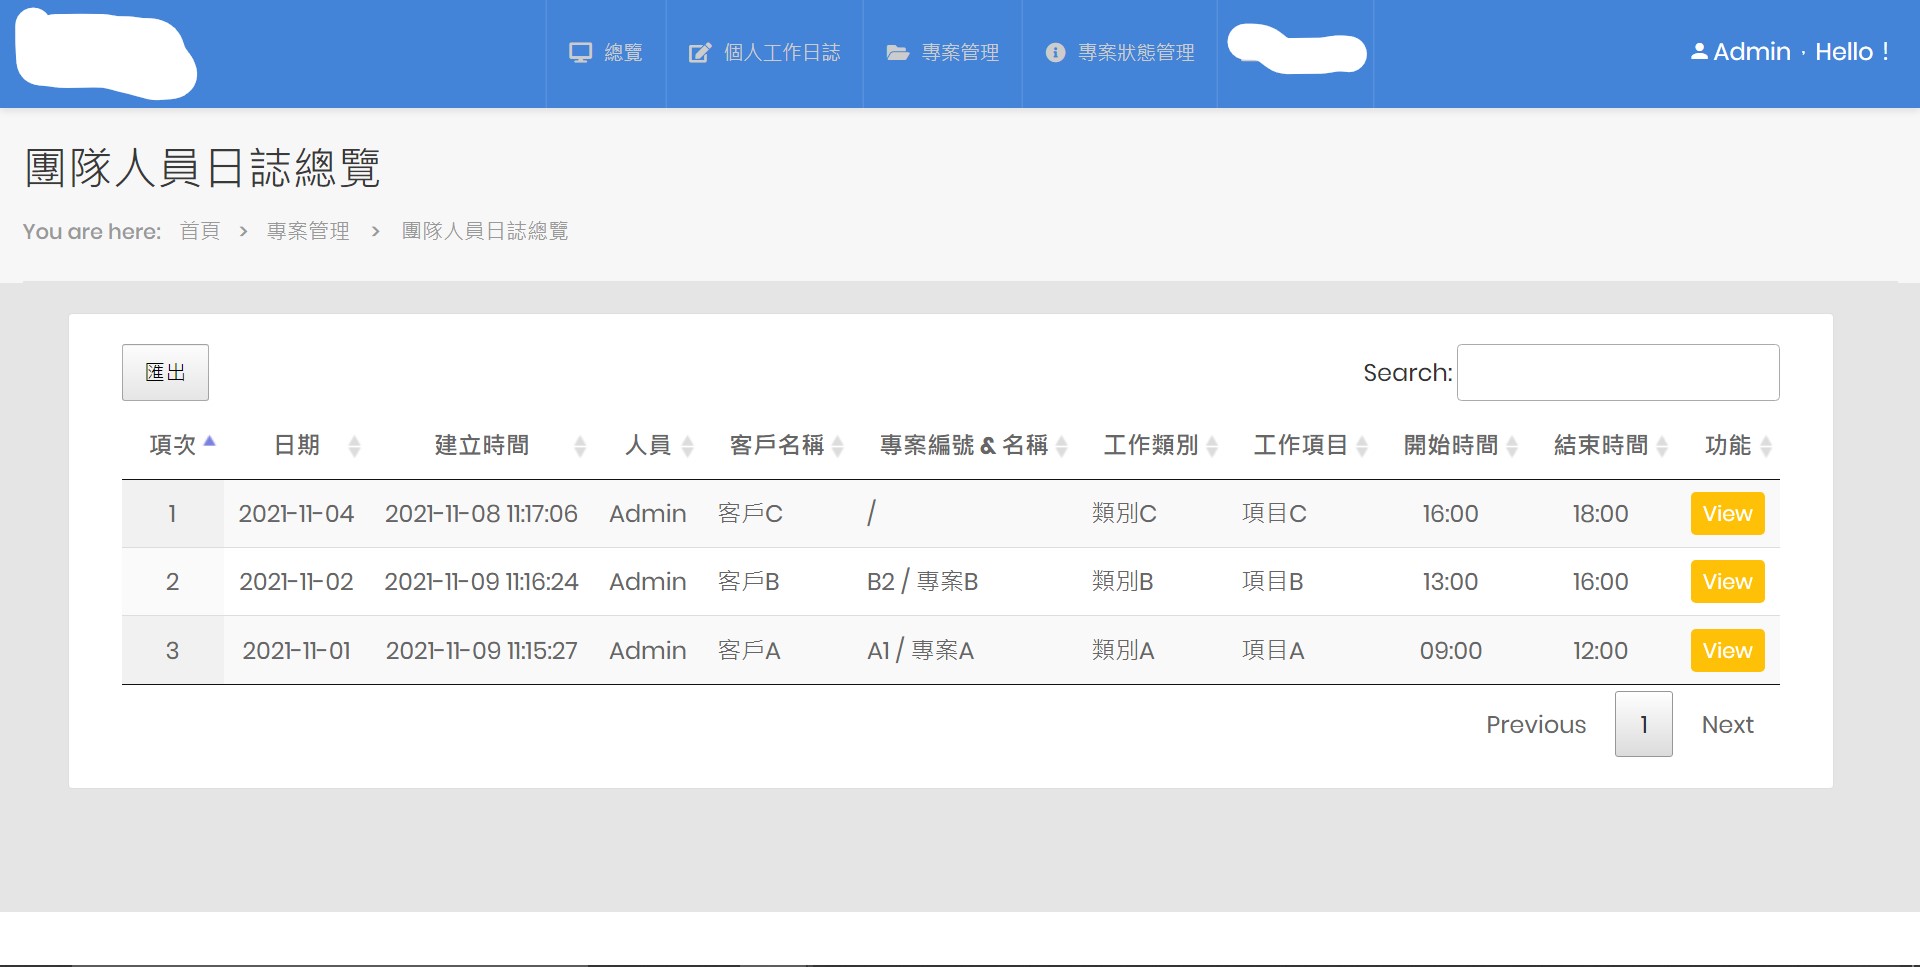 總覽 個人工作日誌 專案管理 專案狀態管理 Admin，Hello！
團隊人員日誌總覽
You are here: 首頁 > 專案管理 > 團隊人員日誌總覽
匯出 Search:
項次 日期 建立時間 人員 客戶名稱 專案編號 & 名稱 工作類別 工作項目 開始時間 結束時間 功能
1 2021-11-04 2021-11-08 11:17:06 Admin 客戶C / 類別C 項目C 16:00 18:00 View
2 2021-11-02 2021-11-09 11:16:24 Admin 客戶B B2 / 專案B 類別B 項目B 13:00 16:00 View
3 2021-11-01 2021-11-09 11:15:27 Admin 客戶A A1 / 專案A 類別A 項目A 09:00 12:00 View
Previous 1 Next